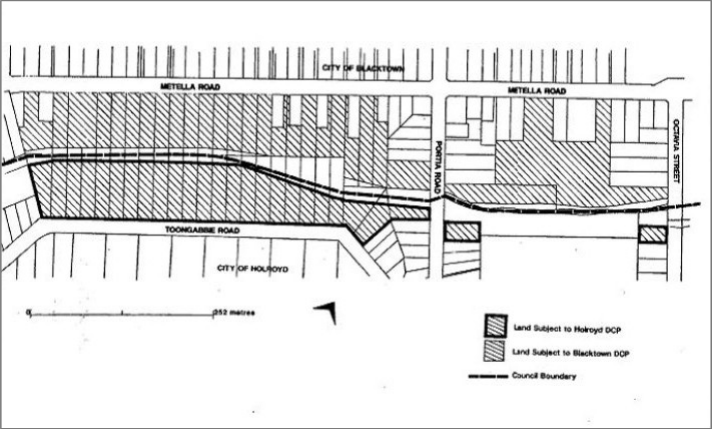 CITY OF BLACKTOWN
METELLA ROAD
METELLA ROAD
PORTIA ROAD
OCTAVIA STREET
TOONGABBIE ROAD
CITY OF HOLROYD
0 252 metres
Land Subject to Holroyd DCP
Land Subject to Blacktown DCP
Council Boundary